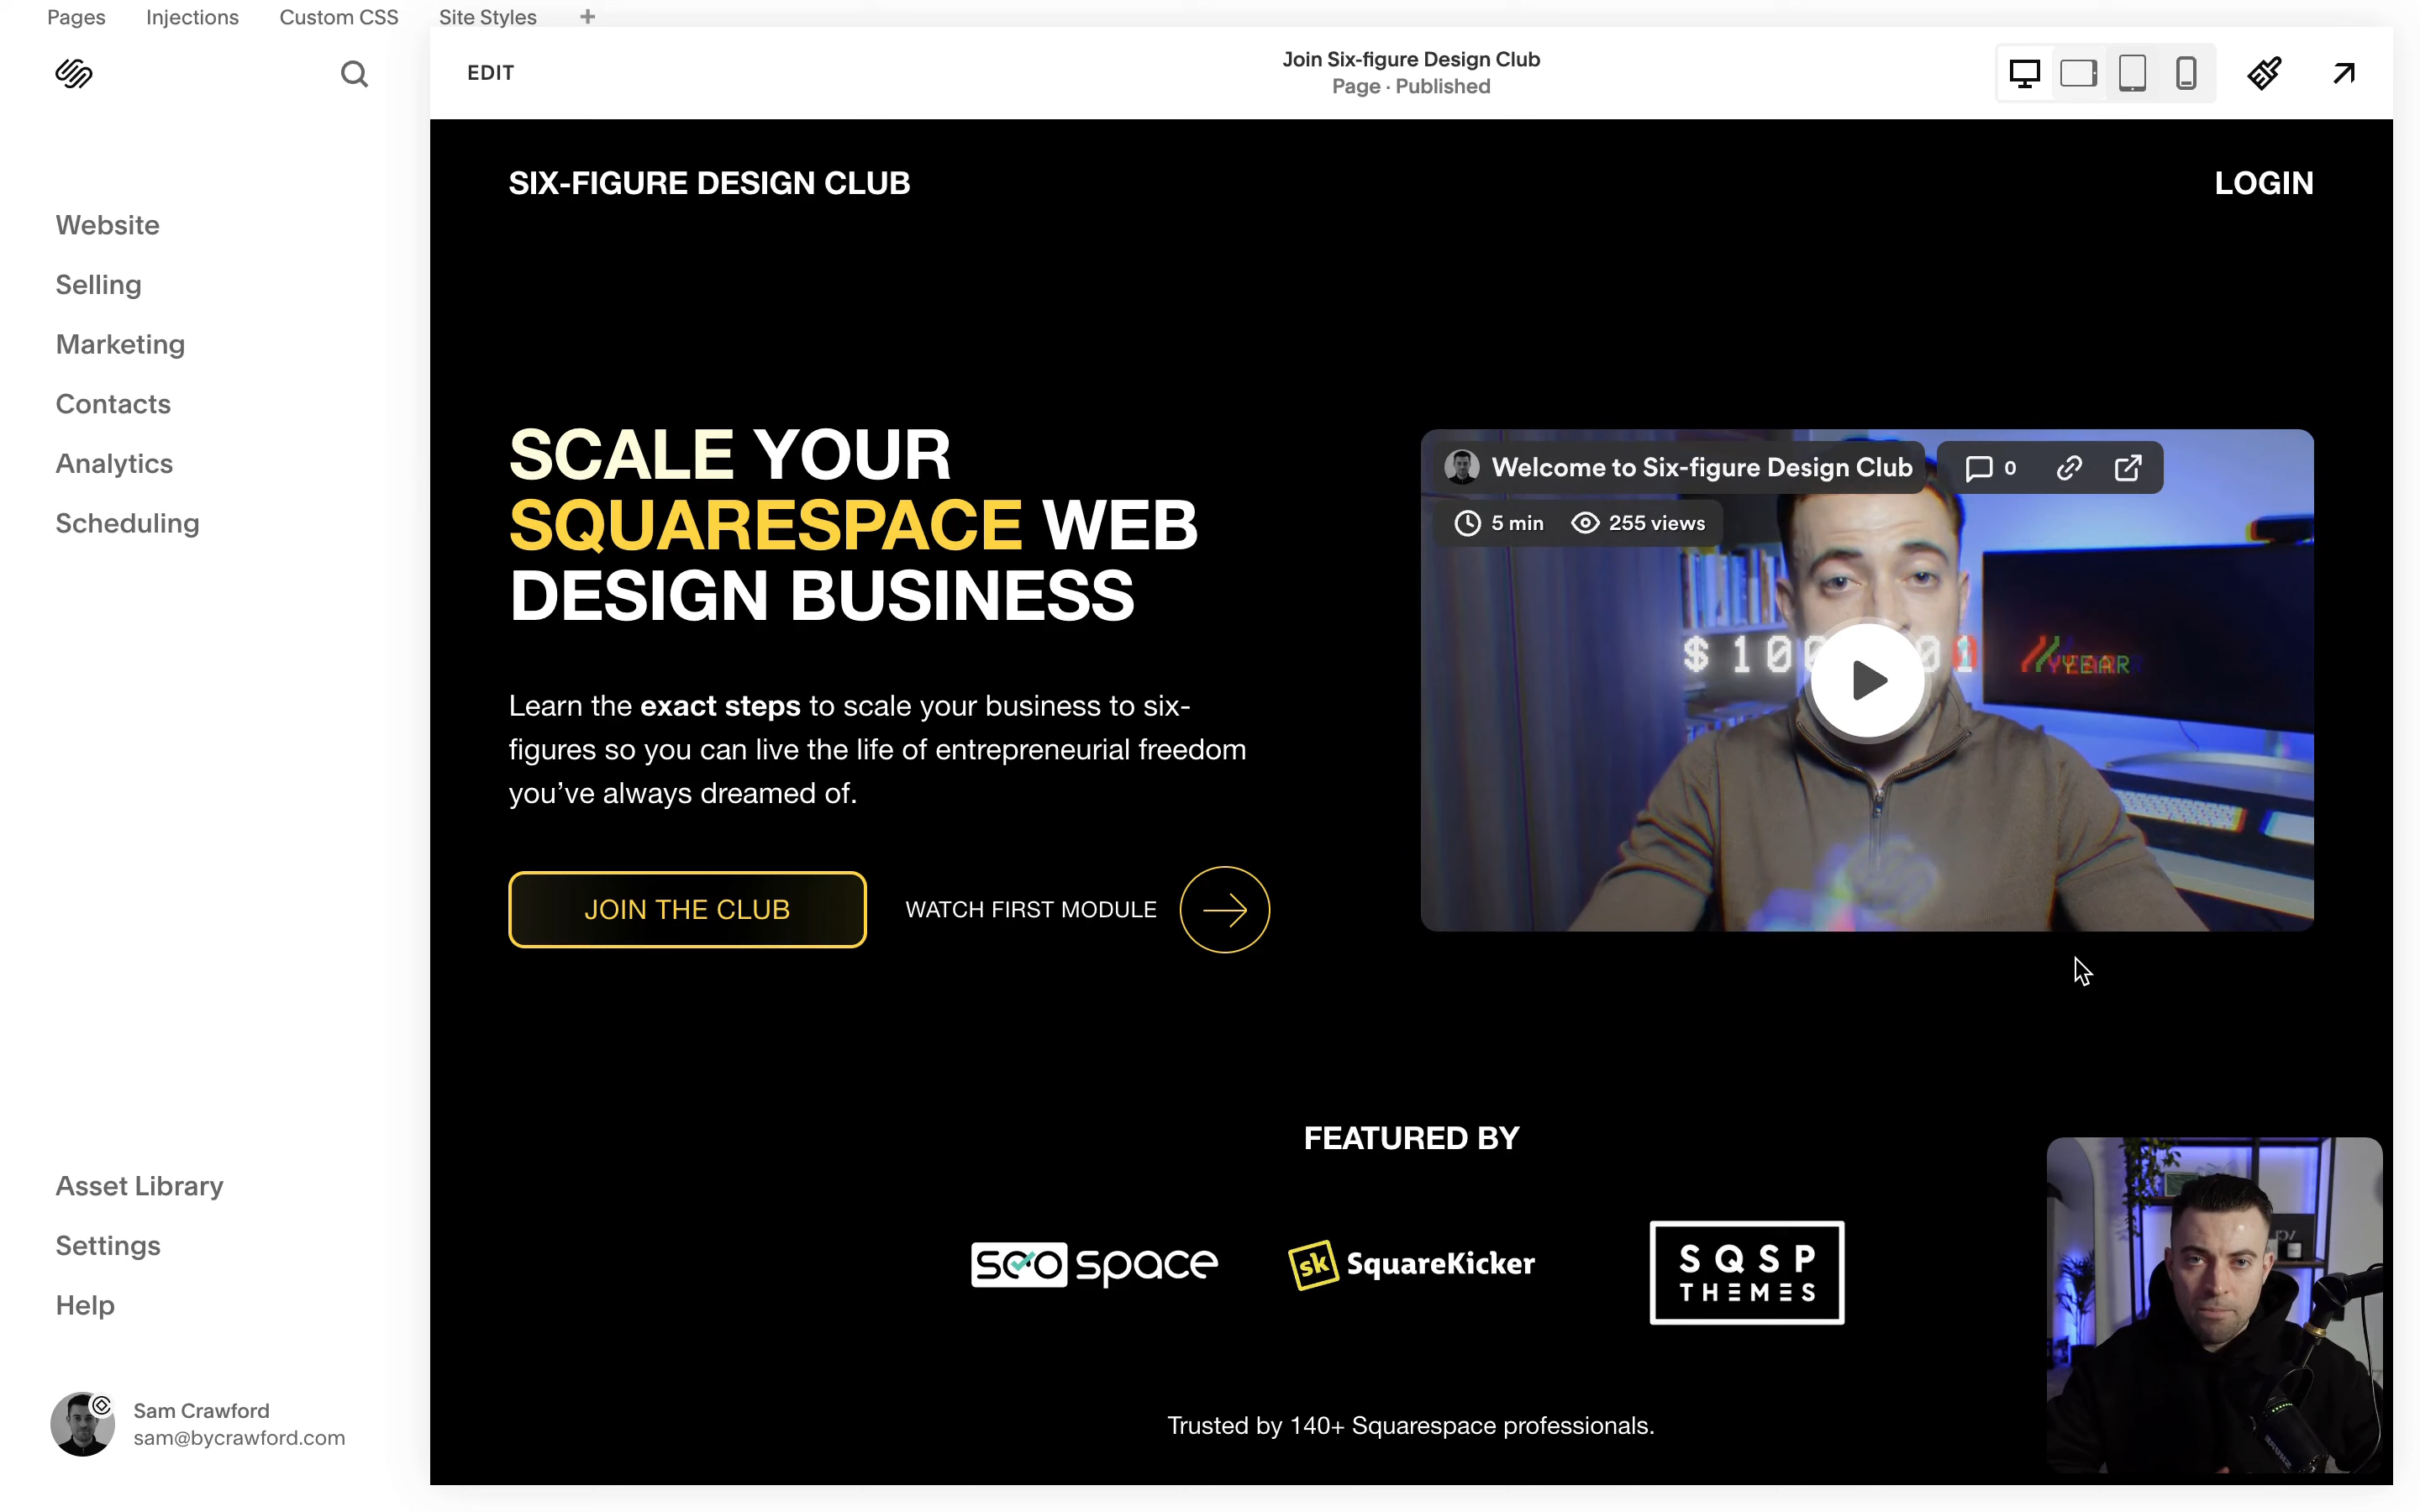 Pages Injections Custom CSS Site Styles +
EDIT
Join Six-figure Design Club
Page · Published
Website
Selling
Marketing
Contacts
Analytics
Scheduling
Asset Library
Settings
Help
Sam Crawford
sam@bycrawford.com
SIX-FIGURE DESIGN CLUB
LOGIN
SCALE YOUR
SQUARESPACE WEB
DESIGN BUSINESS
Learn the exact steps to scale your business to six-
figures so you can live the life of entrepreneurial freedom
you’ve always dreamed of.
JOIN THE CLUB
WATCH FIRST MODULE
Welcome to Six-figure Design Club
0
5 min
255 views
YEAR
FEATURED BY
seo space
sk SquareKicker
SQSP
THEMES
Trusted by 140+ Squarespace professionals.